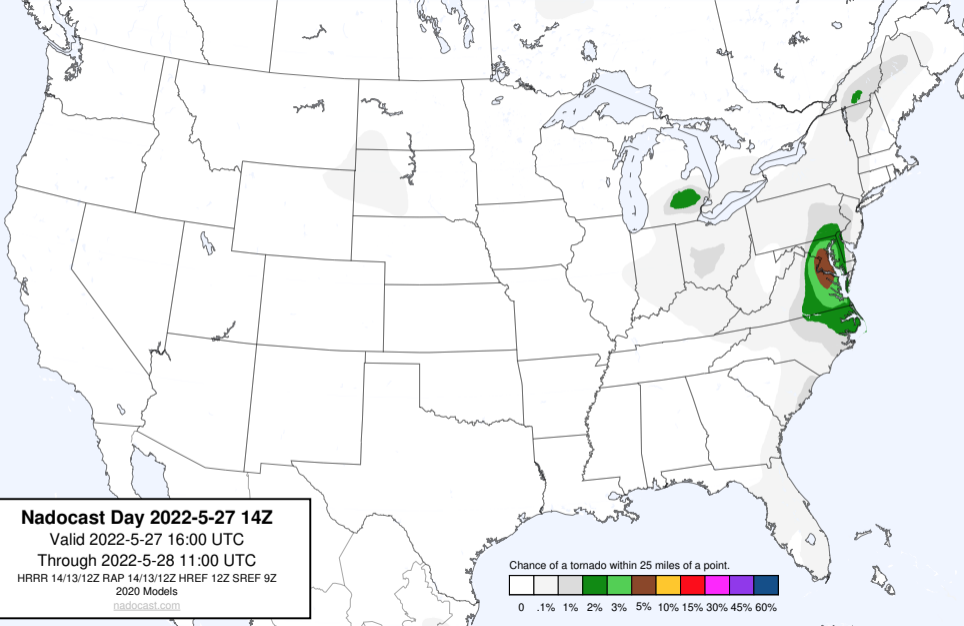 Nadocast Day 2022-5-27 14Z
Valid 2022-5-27 16:00 UTC
Through 2022-5-28 11:00 UTC
HRRR 14/13/12Z RAP 14/13/12Z HREF 12Z SREF 9Z
2020 Models
nadocast.com
Chance of a tornado within 25 miles of a point.
0 .1% 1% 2% 3% 5% 10% 15% 30% 45% 60%